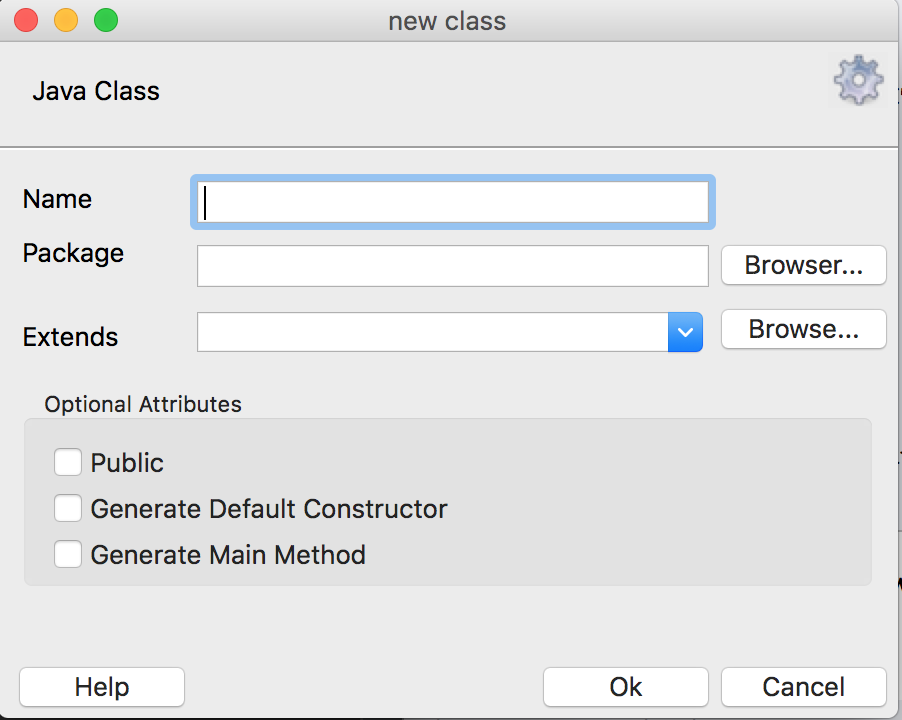 new class
Java Class
Name
Package
Browser...
Extends
Browse...
Optional Attributes
Public
Generate Default Constructor
Generate Main Method
Help
Ok
Cancel